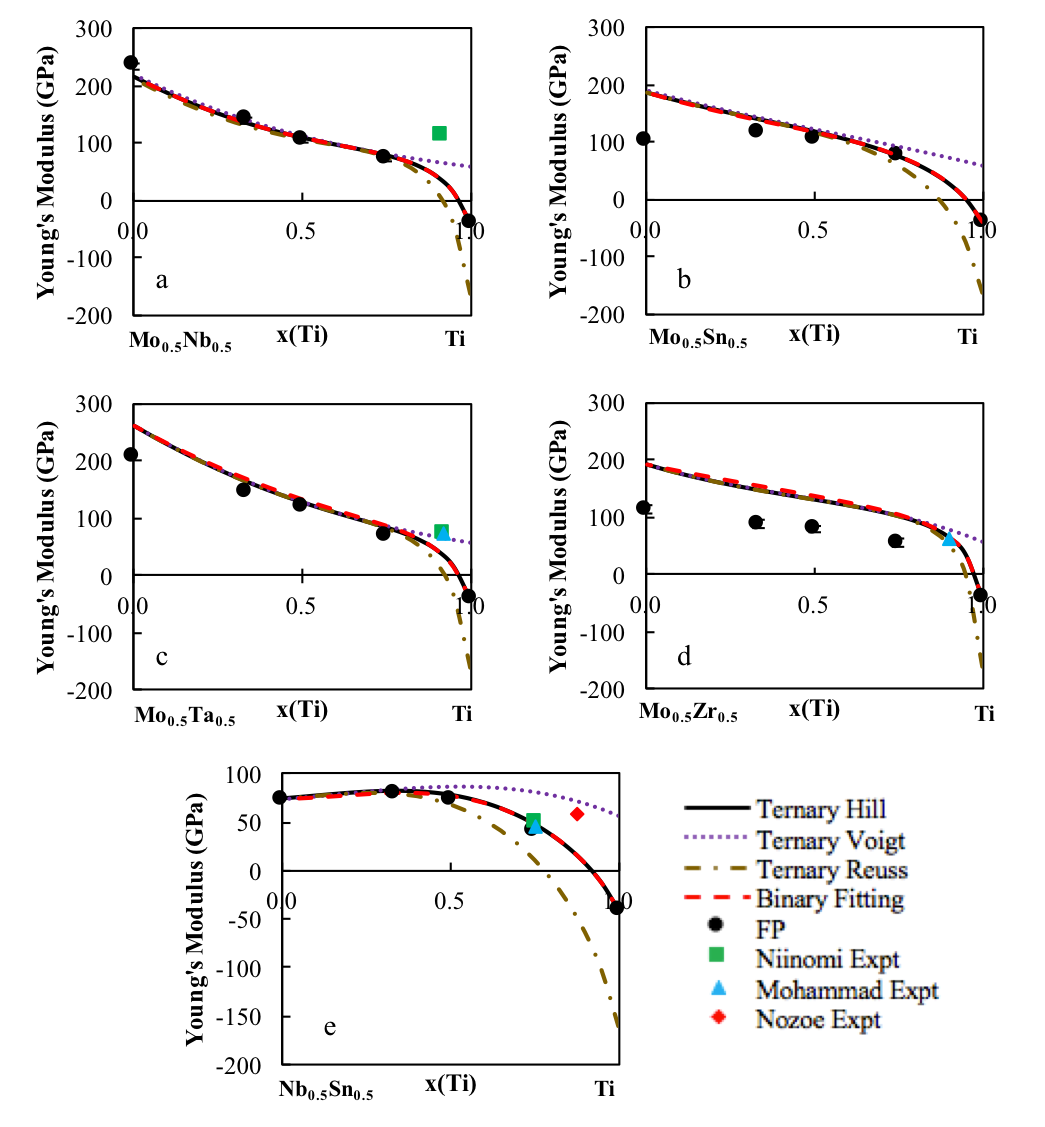 300
200
100
0
-100
-200
0.0
0.5
1.0
Young's Modulus (GPa)
a
Mo0.5Nb0.5
x(Ti)
Ti
300
200
100
0
-100
-200
0.0
0.5
1.0
Young's Modulus (GPa)
b
Mo0.5Sn0.5
x(Ti)
Ti
300
200
100
0
-100
-200
0.0
0.5
1.0
Young's Modulus (GPa)
c
Mo0.5Ta0.5
x(Ti)
Ti
300
200
100
0
-100
-200
0.0
0.5
1.0
Young's Modulus (GPa)
d
Mo0.5Zr0.5
x(Ti)
Ti
100
50
0
-50
-100
-150
-200
0.0
0.5
1.0
Young's Modulus (GPa)
e
Nb0.5Sn0.5
x(Ti)
Ti
Ternary Hill
Ternary Voigt
Ternary Reuss
Binary Fitting
FP
Niinomi Expt
Mohammad Expt
Nozoe Expt